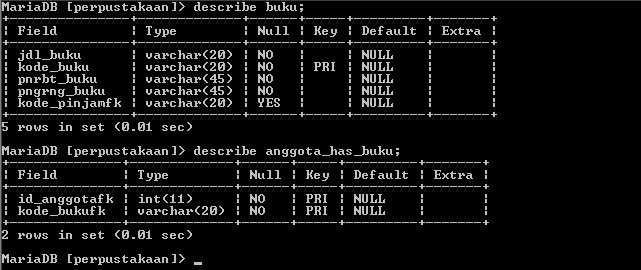 MariaDB [perpustakaan]> describe buku;
+---------------+-------------+------+-----+---------+-------+
| Field         | Type        | Null | Key | Default | Extra |
+---------------+-------------+------+-----+---------+-------+
| jdl_buku      | varchar(20) | NO   |     | NULL    |       |
| kode_buku     | varchar(20) | NO   | PRI | NULL    |       |
| pnrbt_buku    | varchar(45) | NO   |     | NULL    |       |
| pngrng_buku   | varchar(45) | NO   |     | NULL    |       |
| kode_pinjamfk | varchar(20) | YES  |     | NULL    |       |
+---------------+-------------+------+-----+---------+-------+
5 rows in set (0.01 sec)
MariaDB [perpustakaan]> describe anggota_has_buku;
+--------------+-------------+------+-----+---------+-------+
| Field        | Type        | Null | Key | Default | Extra |
+--------------+-------------+------+-----+---------+-------+
| id_anggotafk | int(11)     | NO   | PRI | NULL    |       |
| kode_bukufk  | varchar(20) | NO   | PRI | NULL    |       |
+--------------+-------------+------+-----+---------+-------+
2 rows in set (0.01 sec)
MariaDB [perpustakaan]> _